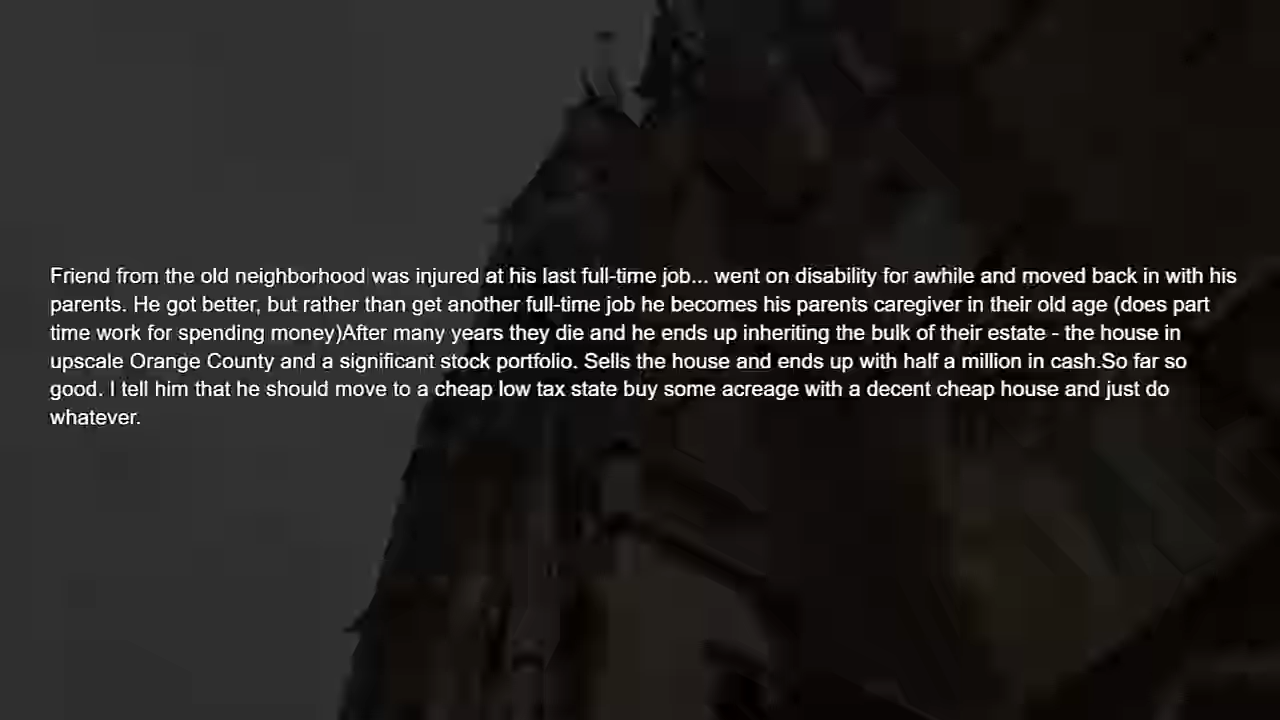 Friend from the old neighborhood was injured at his last full-time job... went on disability for awhile and moved back in with his
parents. He got better, but rather than get another full-time job he becomes his parents caregiver in their old age (does part
time work for spending money)After many years they die and he ends up inheriting the bulk of their estate - the house in
upscale Orange County and a significant stock portfolio. Sells the house and ends up with half a million in cash.So far so
good. I tell him that he should move to a cheap low tax state buy some acreage with a decent cheap house and just do
whatever.